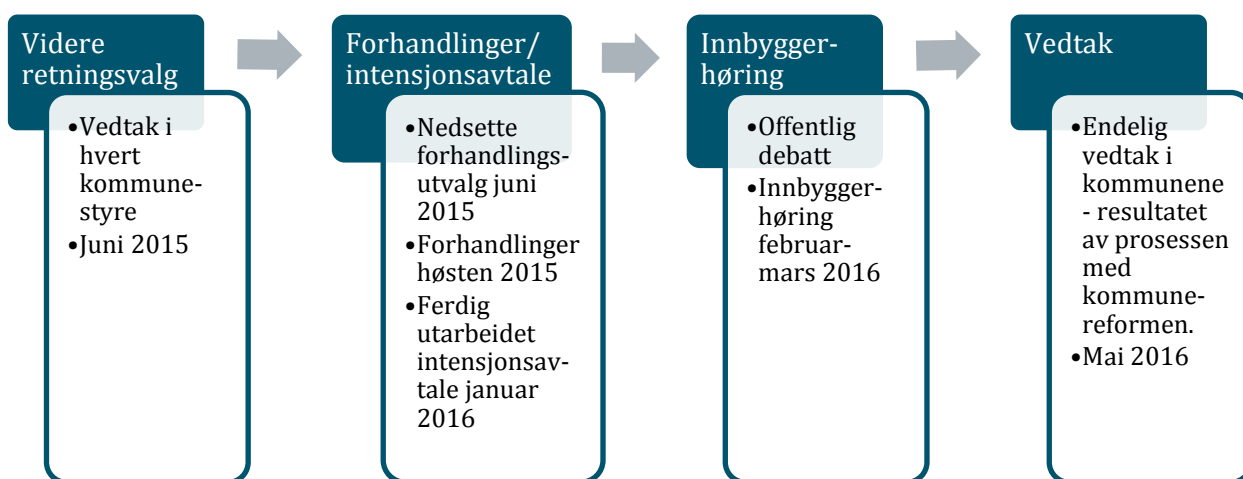 Videre
retningsvalg
•Vedtak i
hvert
kommune-
styre
•Juni 2015
Forhandlinger/
intensjonsavtale
•Nedsette
forhandlings-
utvalg juni
2015
•Forhandlinger
høsten 2015
•Ferdig
utarbeidet
intensjonsav-
tale januar
2016
Innbygger-
høring
•Offentlig
debatt
•Innbygger-
høring
februar-
mars 2016
Vedtak
•Endelig
vedtak i
kommunene
- resultatet
av prosessen
med
kommune-
reformen.
•Mai 2016